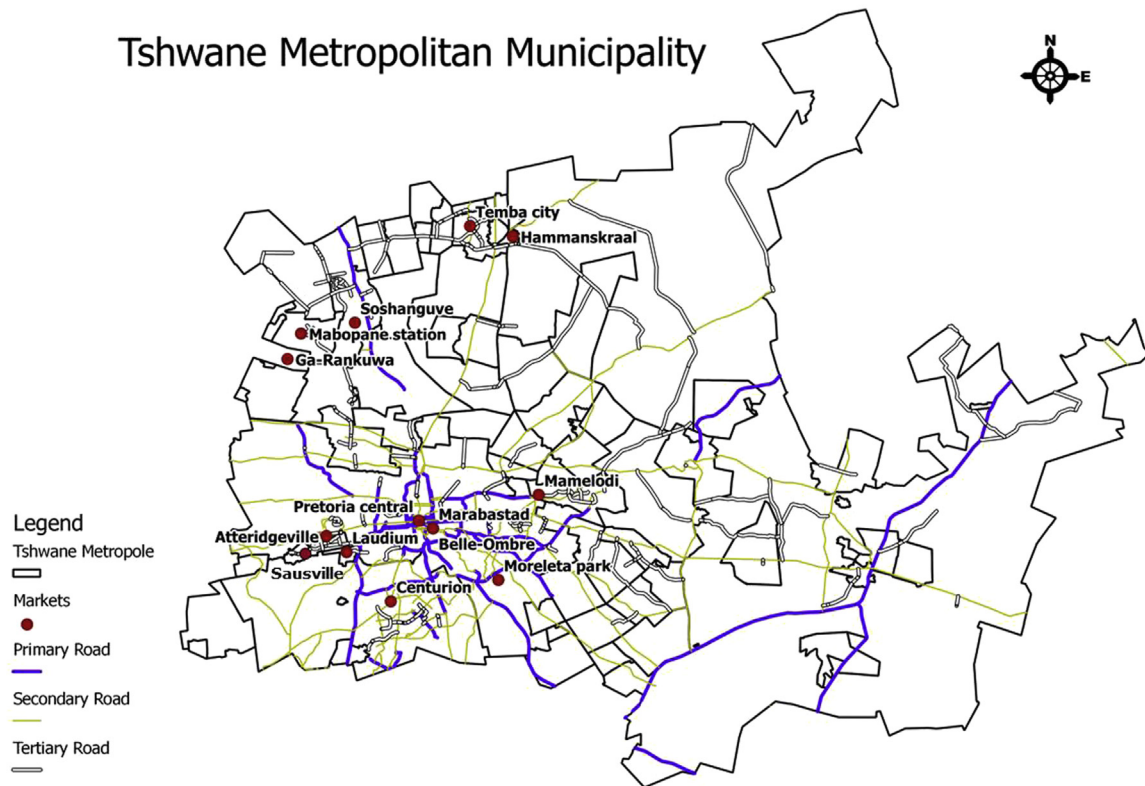 Tshwane Metropolitan Municipality
N
E
Temba city
Hammanskraal
Soshanguve
Mabopane station
Ga-Rankuwa
Mamelodi
Pretoria central
Marabastad
Atteridgeville
Laudium
Belle-Ombre
Sausville
Moreleta park
Centurion
Legend
Tshwane Metropole
Markets
Primary Road
Secondary Road
Tertiary Road